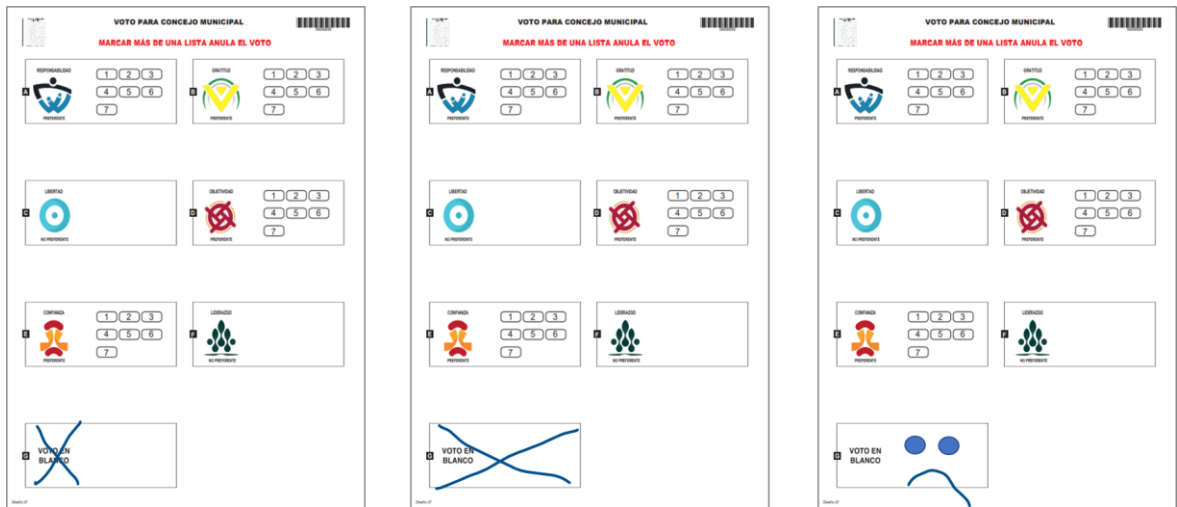 VOTO PARA CONCEJO MUNICIPAL
MARCAR MÁS DE UNA LISTA ANULA EL VOTO
A
RESPONSABILIDAD
PREFERENTE
1 2 3
4 5 6
7
B
GRATITUD
PREFERENTE
1 2 3
4 5 6
7
C
LIBERTAD
NO PREFERENTE
D
OBJETIVIDAD
PREFERENTE
1 2 3
4 5 6
7
E
CONFIANZA
PREFERENTE
1 2 3
4 5 6
7
F
LIDERAZGO
NO PREFERENTE
G
VOTO EN
BLANCO
VOTO PARA CONCEJO MUNICIPAL
MARCAR MÁS DE UNA LISTA ANULA EL VOTO
A
RESPONSABILIDAD
PREFERENTE
1 2 3
4 5 6
7
B
GRATITUD
PREFERENTE
1 2 3
4 5 6
7
C
LIBERTAD
NO PREFERENTE
D
OBJETIVIDAD
PREFERENTE
1 2 3
4 5 6
7
E
CONFIANZA
PREFERENTE
1 2 3
4 5 6
7
F
LIDERAZGO
NO PREFERENTE
G
VOTO EN
BLANCO
VOTO PARA CONCEJO MUNICIPAL
MARCAR MÁS DE UNA LISTA ANULA EL VOTO
A
RESPONSABILIDAD
PREFERENTE
1 2 3
4 5 6
7
B
GRATITUD
PREFERENTE
1 2 3
4 5 6
7
C
LIBERTAD
NO PREFERENTE
D
OBJETIVIDAD
PREFERENTE
1 2 3
4 5 6
7
E
CONFIANZA
PREFERENTE
1 2 3
4 5 6
7
F
LIDERAZGO
NO PREFERENTE
G
VOTO EN
BLANCO